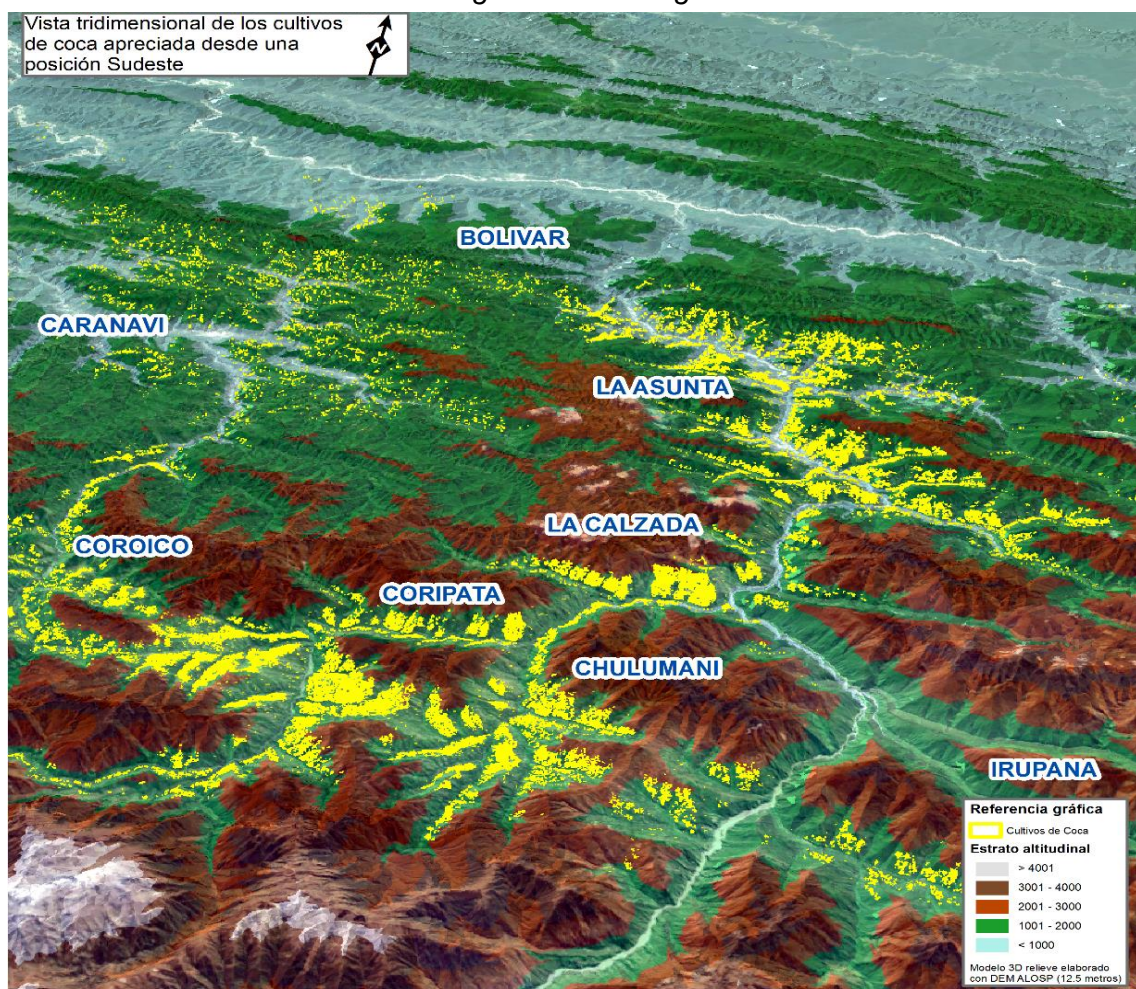 Vista tridimensional de los cultivos
de coca apreciada desde una
posición Sudeste
N
BOLIVAR
CARANAVI
LA ASUNTA
LA CALZADA
COROICO
CORIPATA
CHULUMANI
IRUPANA
Referencia gráfica
Cultivos de Coca
Estrato altitudinal
> 4001
3001 - 4000
2001 - 3000
1001 - 2000
< 1000
Modelo 3D relieve elaborado
con DEM ALOSP (12.5 metros)